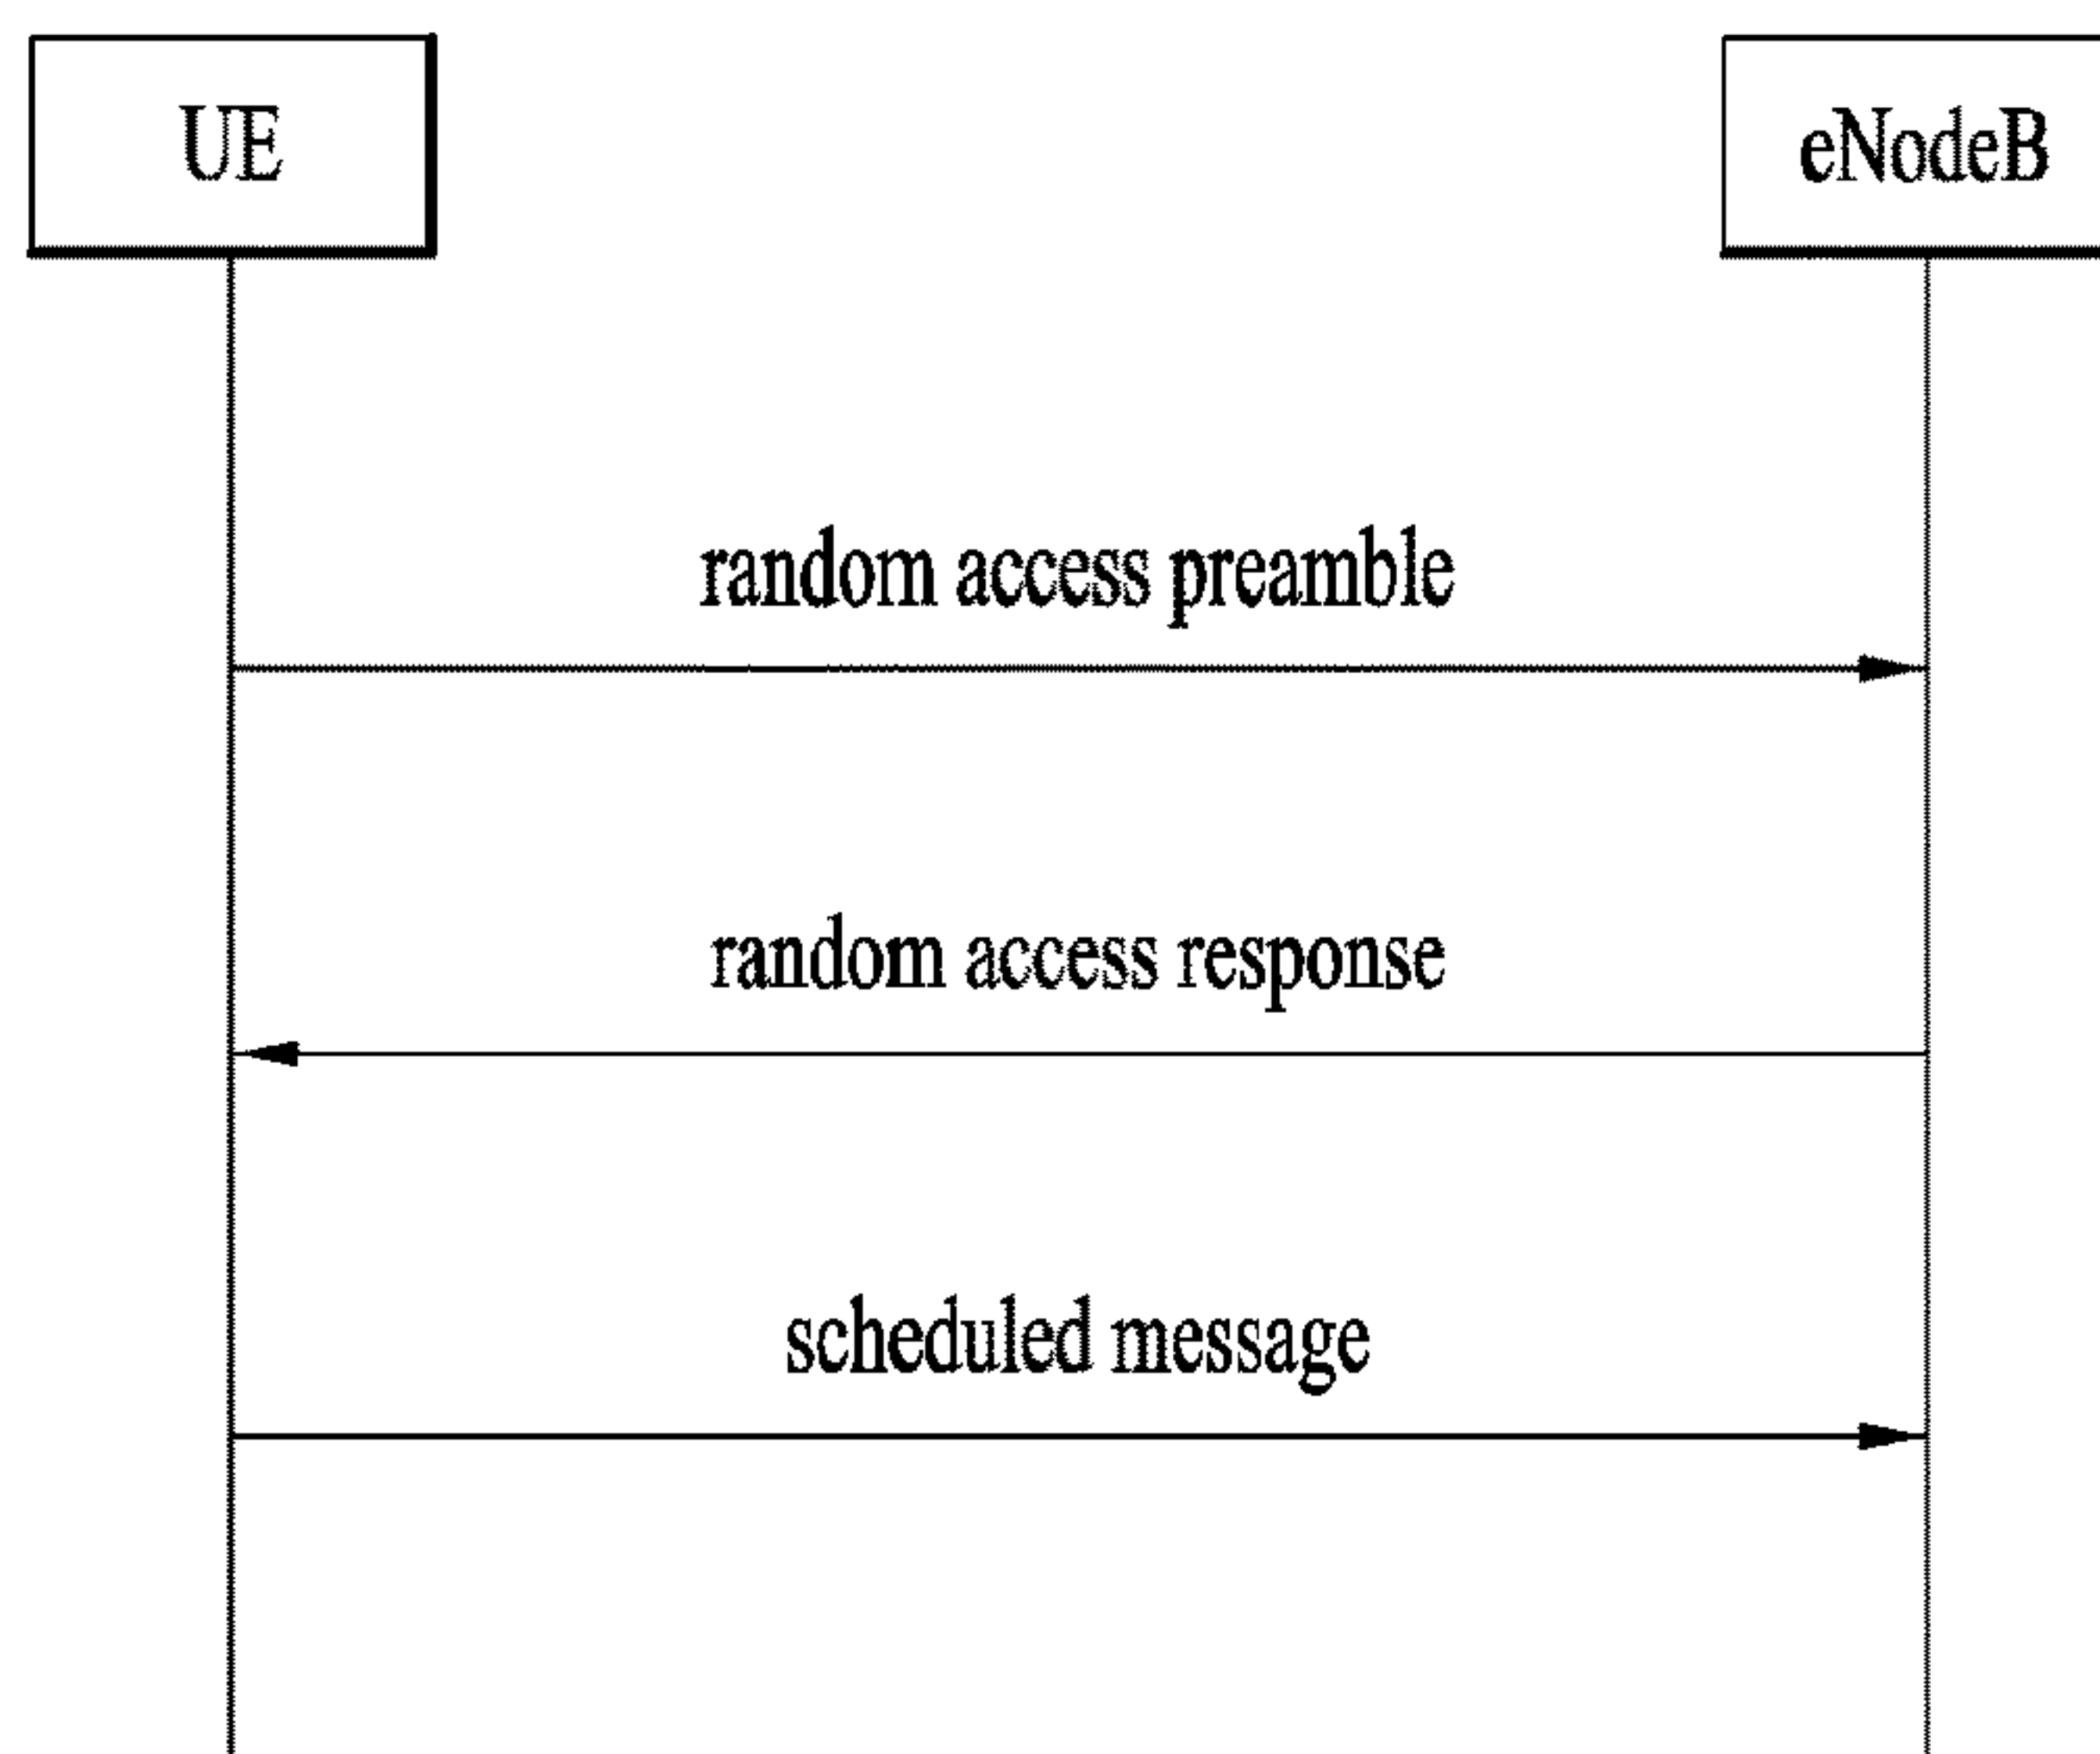 UE
eNodeB
random access preamble
random access response
scheduled message